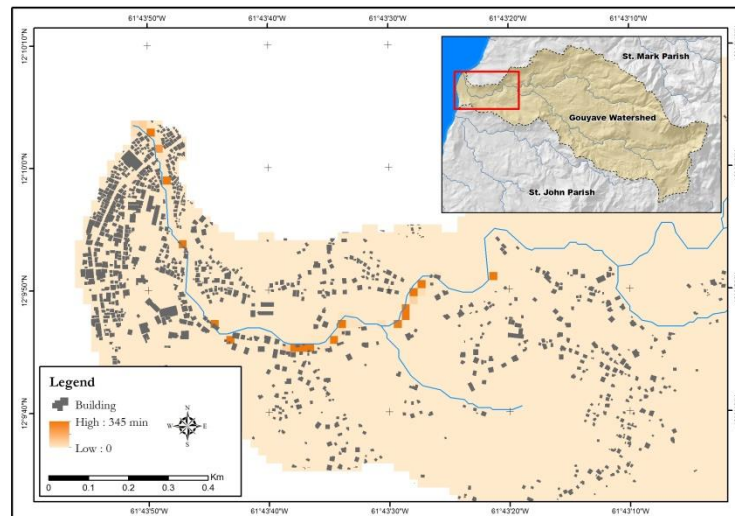 61°43'50"W 61°43'40"W 61°43'30"W 61°43'20"W 61°43'10"W
12°10'10"N
12°10'0"N
12°9'50"N
12°9'40"N
St. Mark Parish
Gouyave Watershed
St. John Parish
Legend
Building
High : 345 min
Low : 0
N
W E
S
Km
0 0.1 0.2 0.3 0.4
61°43'50"W 61°43'40"W 61°43'30"W 61°43'20"W 61°43'10"W